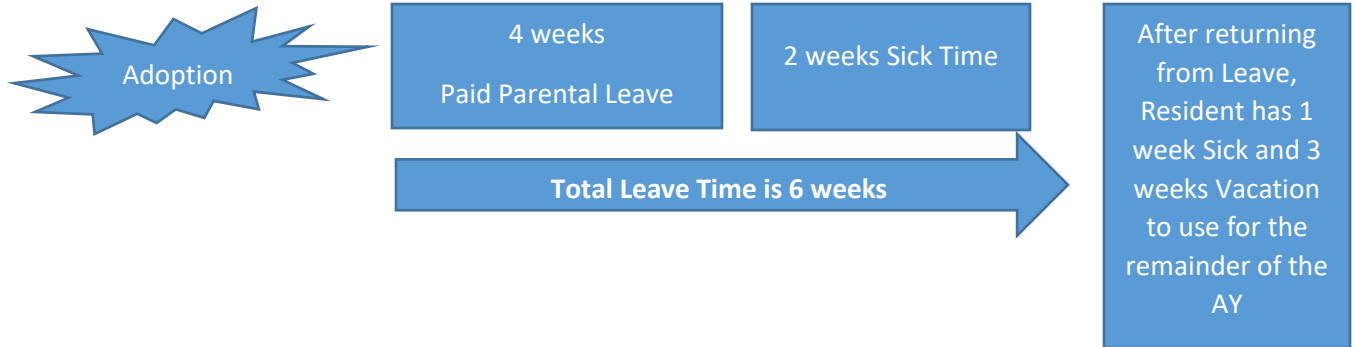 Adoption
4 weeks
Paid Parental Leave
2 weeks Sick Time
Total Leave Time is 6 weeks
After returning
from Leave,
Resident has 1
week Sick and 3
weeks Vacation
to use for the
remainder of the
AY